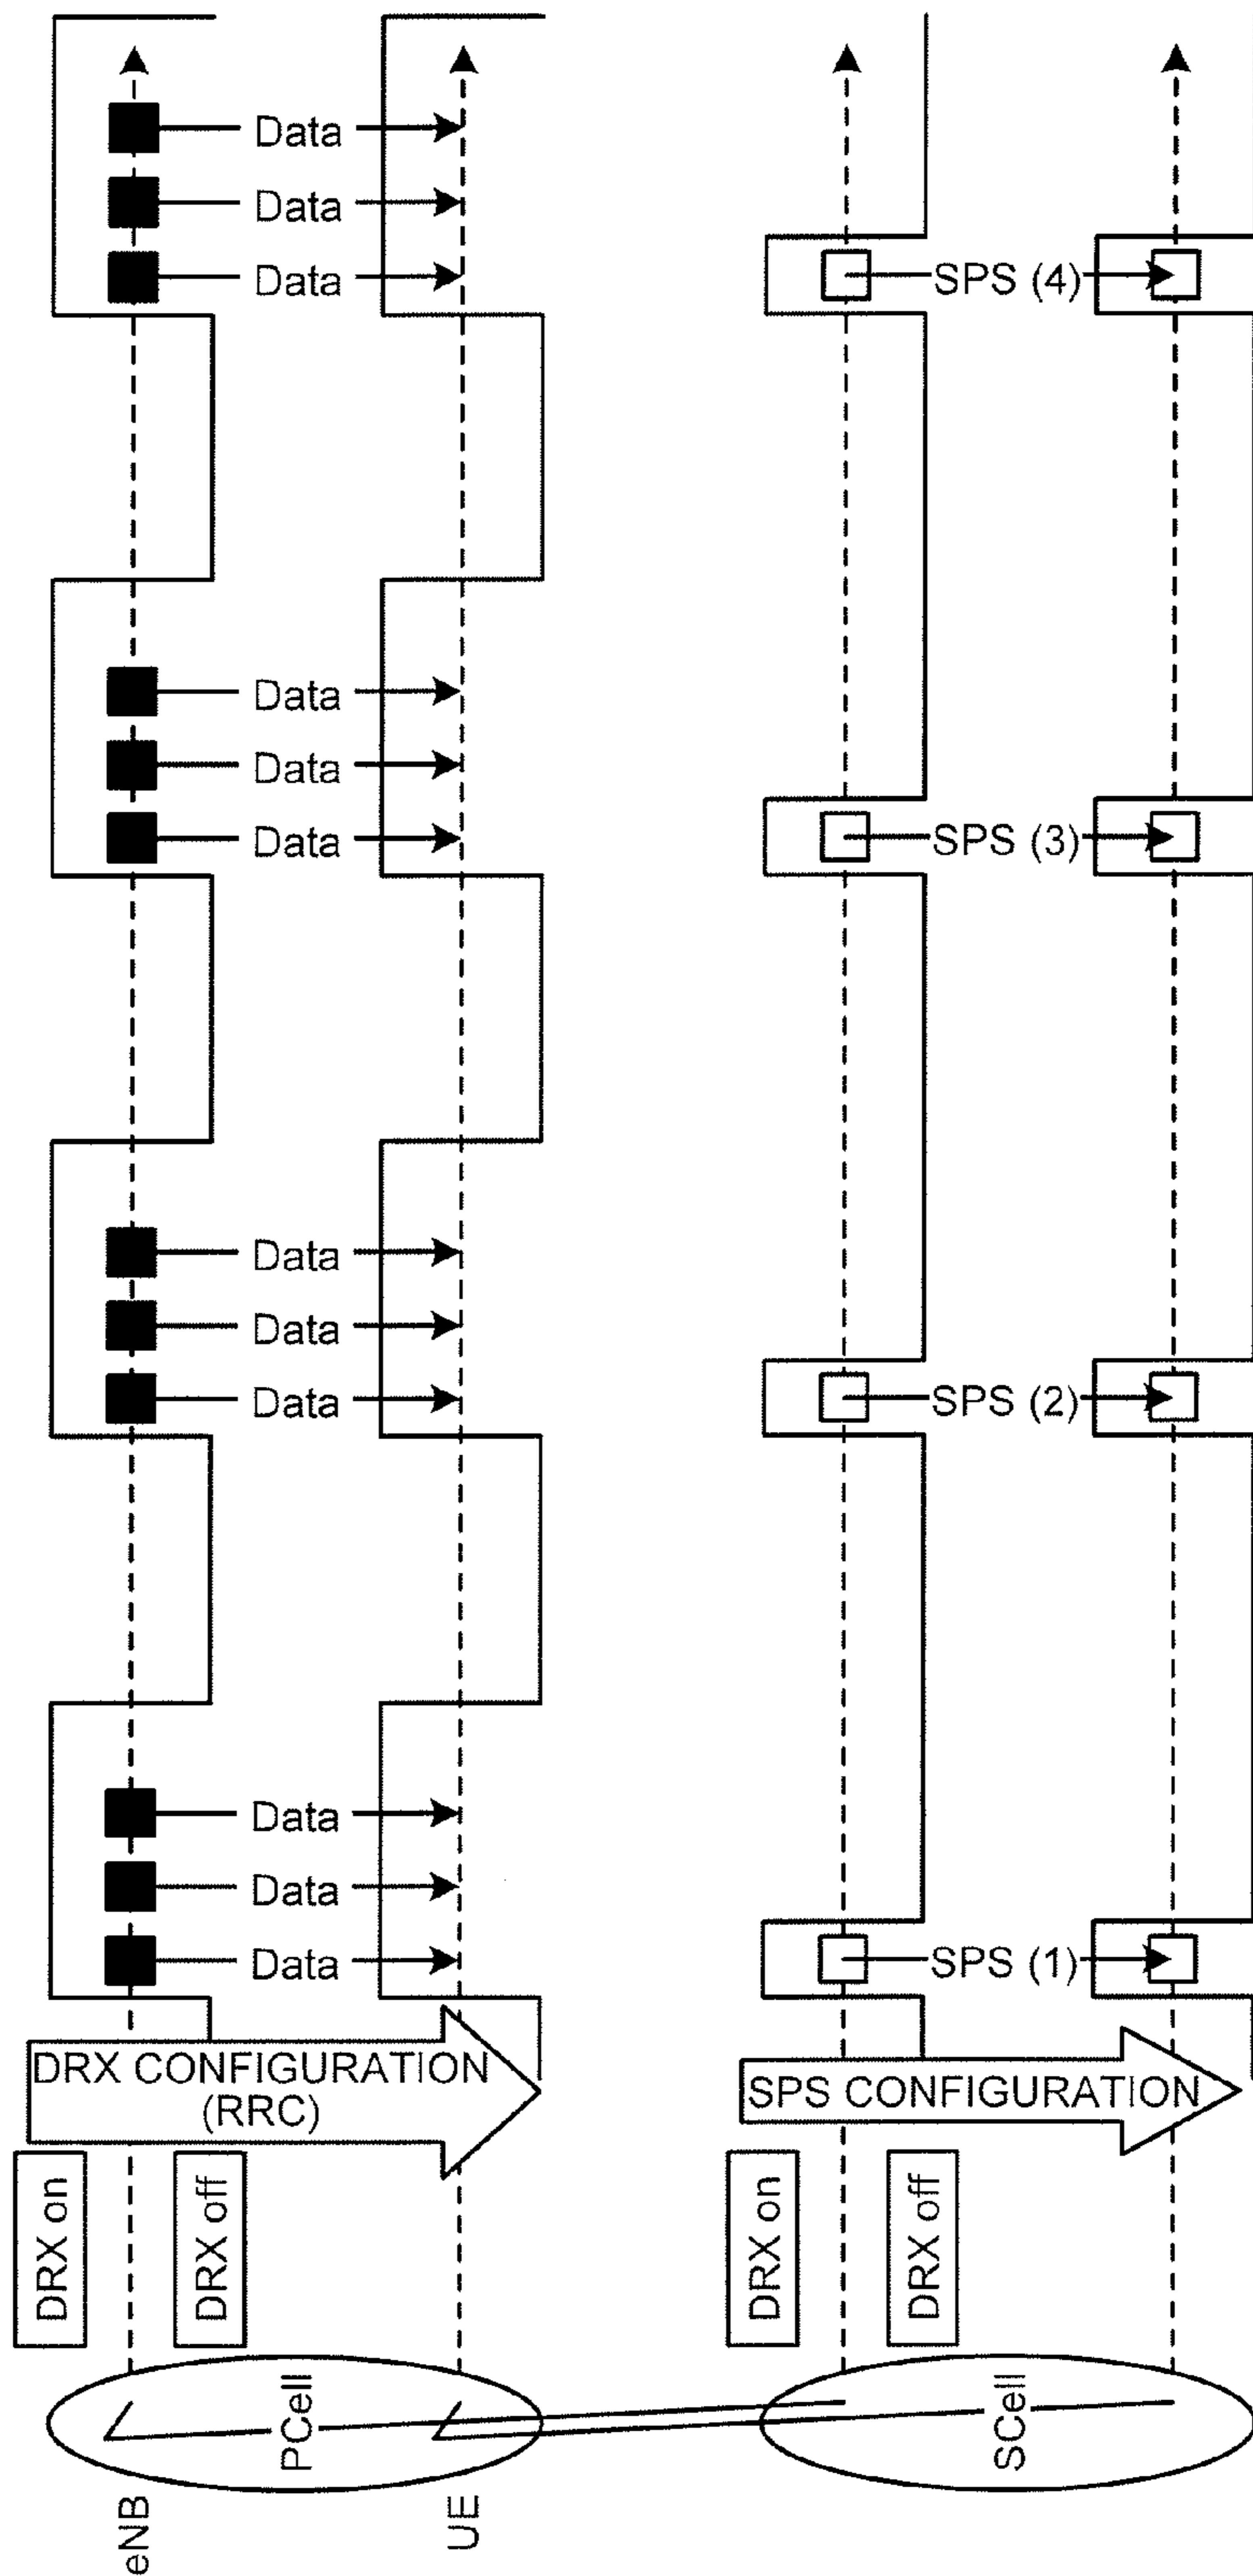 Data
Data
Data
SPS (4)
Data
Data
Data
SPS (3)
Data
Data
Data
SPS (2)
Data
Data
Data
SPS (1)
DRX CONFIGURATION
(RRC)
SPS CONFIGURATION
DRX on
DRX off
DRX on
DRX off
PCell
SCell
eNB
UE